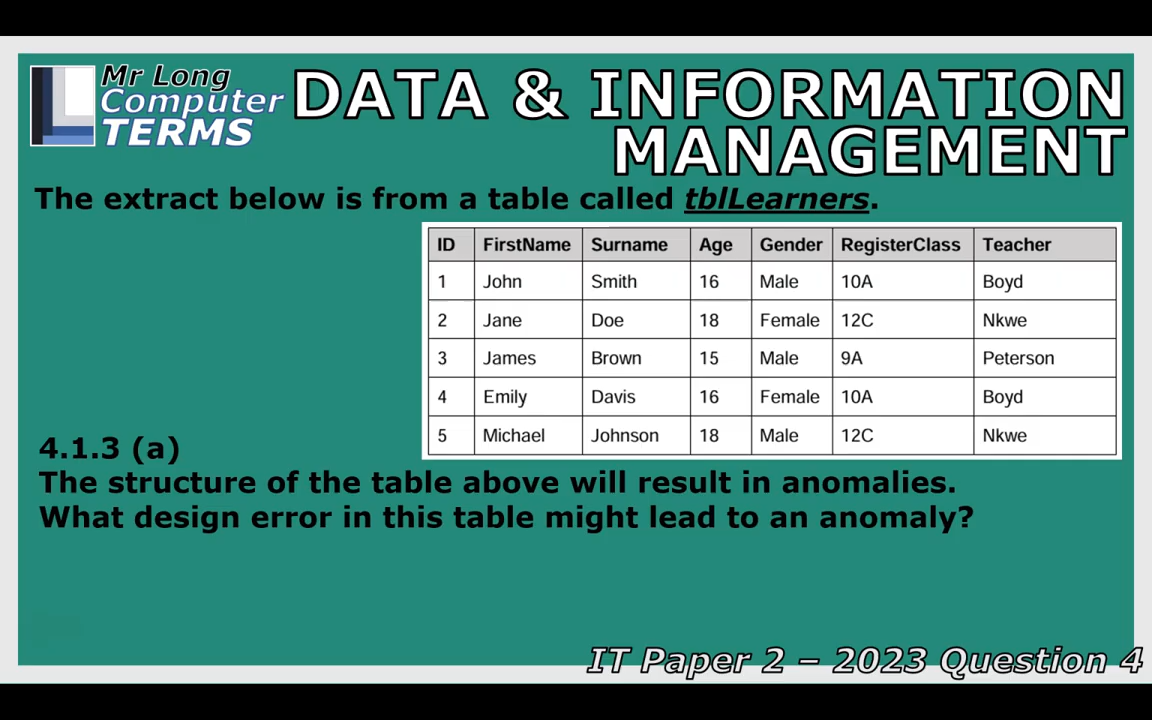 Mr Long
Computer
TERMS
DATA & INFORMATION
MANAGEMENT
The extract below is from a table called tblLearners.
ID FirstName Surname Age Gender RegisterClass Teacher
1 John Smith 16 Male 10A Boyd
2 Jane Doe 18 Female 12C Nkwe
3 James Brown 15 Male 9A Peterson
4 Emily Davis 16 Female 10A Boyd
5 Michael Johnson 18 Male 12C Nkwe
4.1.3 (a)
The structure of the table above will result in anomalies.
What design error in this table might lead to an anomaly?
IT Paper 2 – 2023 Question 4